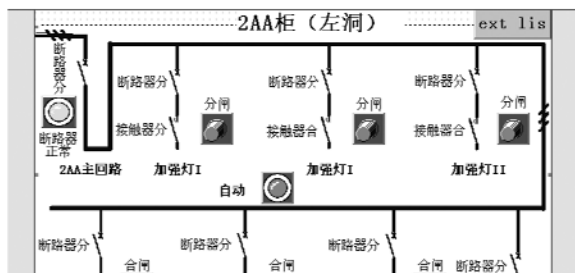 2AA柜（左洞）
ext lis
断路器分
断路器分
断路器分
断路器分
分闸
分闸
分闸
接触器分
接触器合
接触器合
断路器
正常
2AA主回路
加强灯I
加强灯I
加强灯II
自动
断路器分
断路器分
断路器分
断路器分
合闸
合闸
合闸